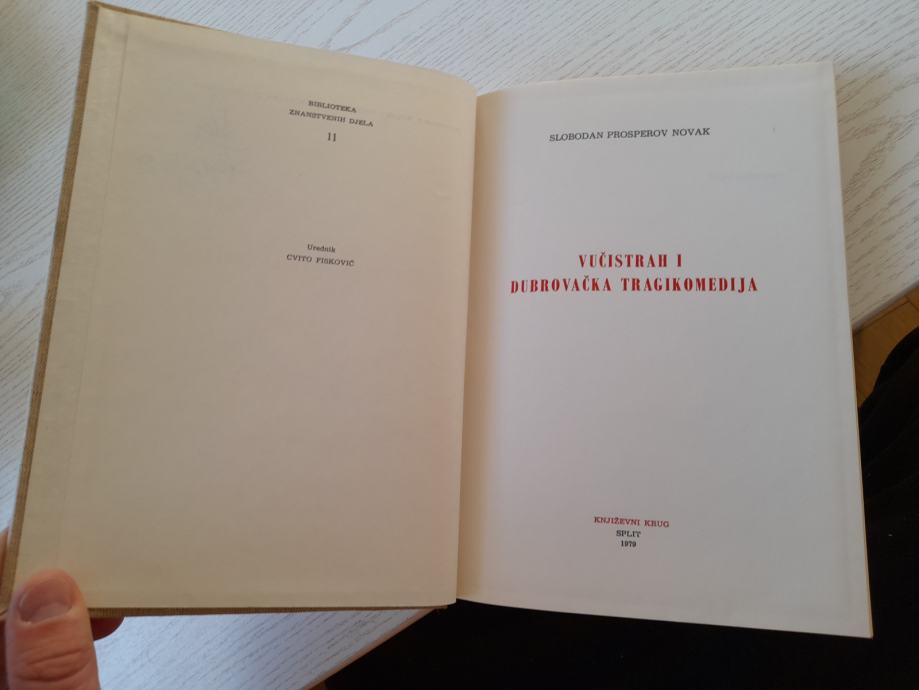 BIBLIOTEKA
ZNANSTVENIH DJELA
11
Urednik
CVITO FISKOVIĆ
SLOBODAN PROSPEROV NOVAK
VUČISTRAH I
DUBROVAČKA TRAGIKOMEDIJA
KNJIŽEVNI KRUG
SPLIT
1979